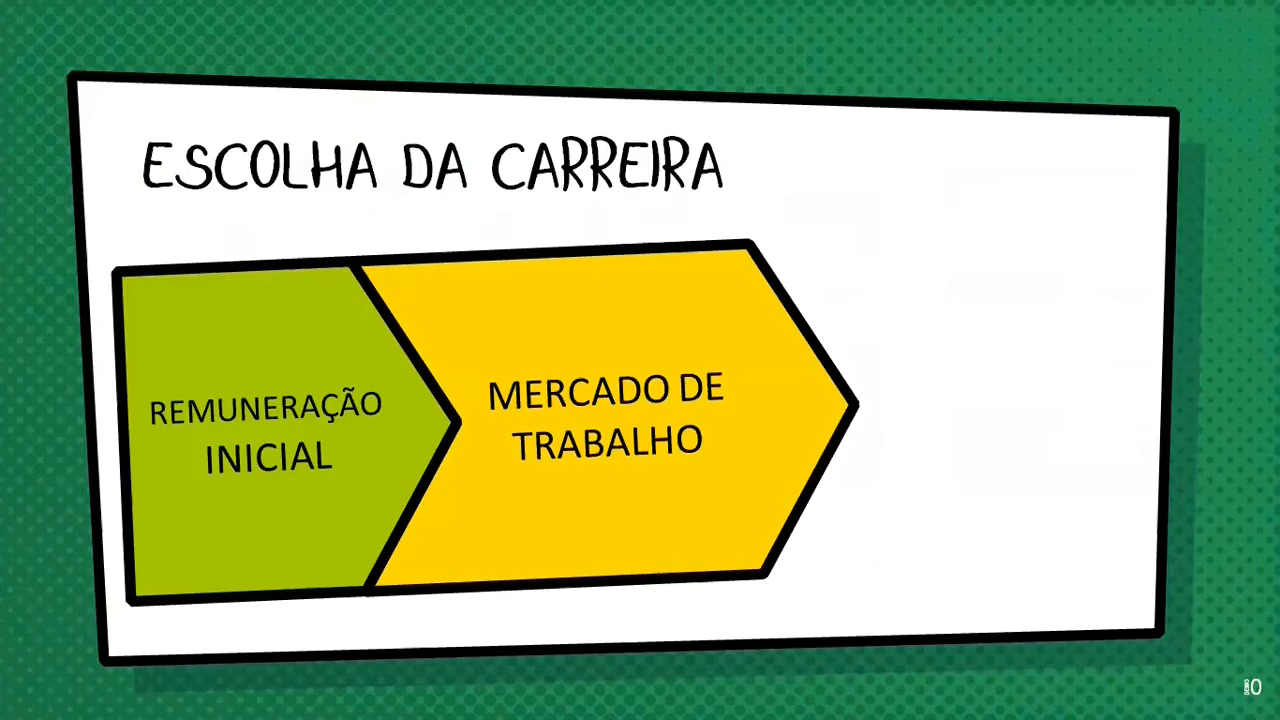 ESCOLHA DA CARREIRA
REMUNERAÇÃO
INICIAL
MERCADO DE
TRABALHO